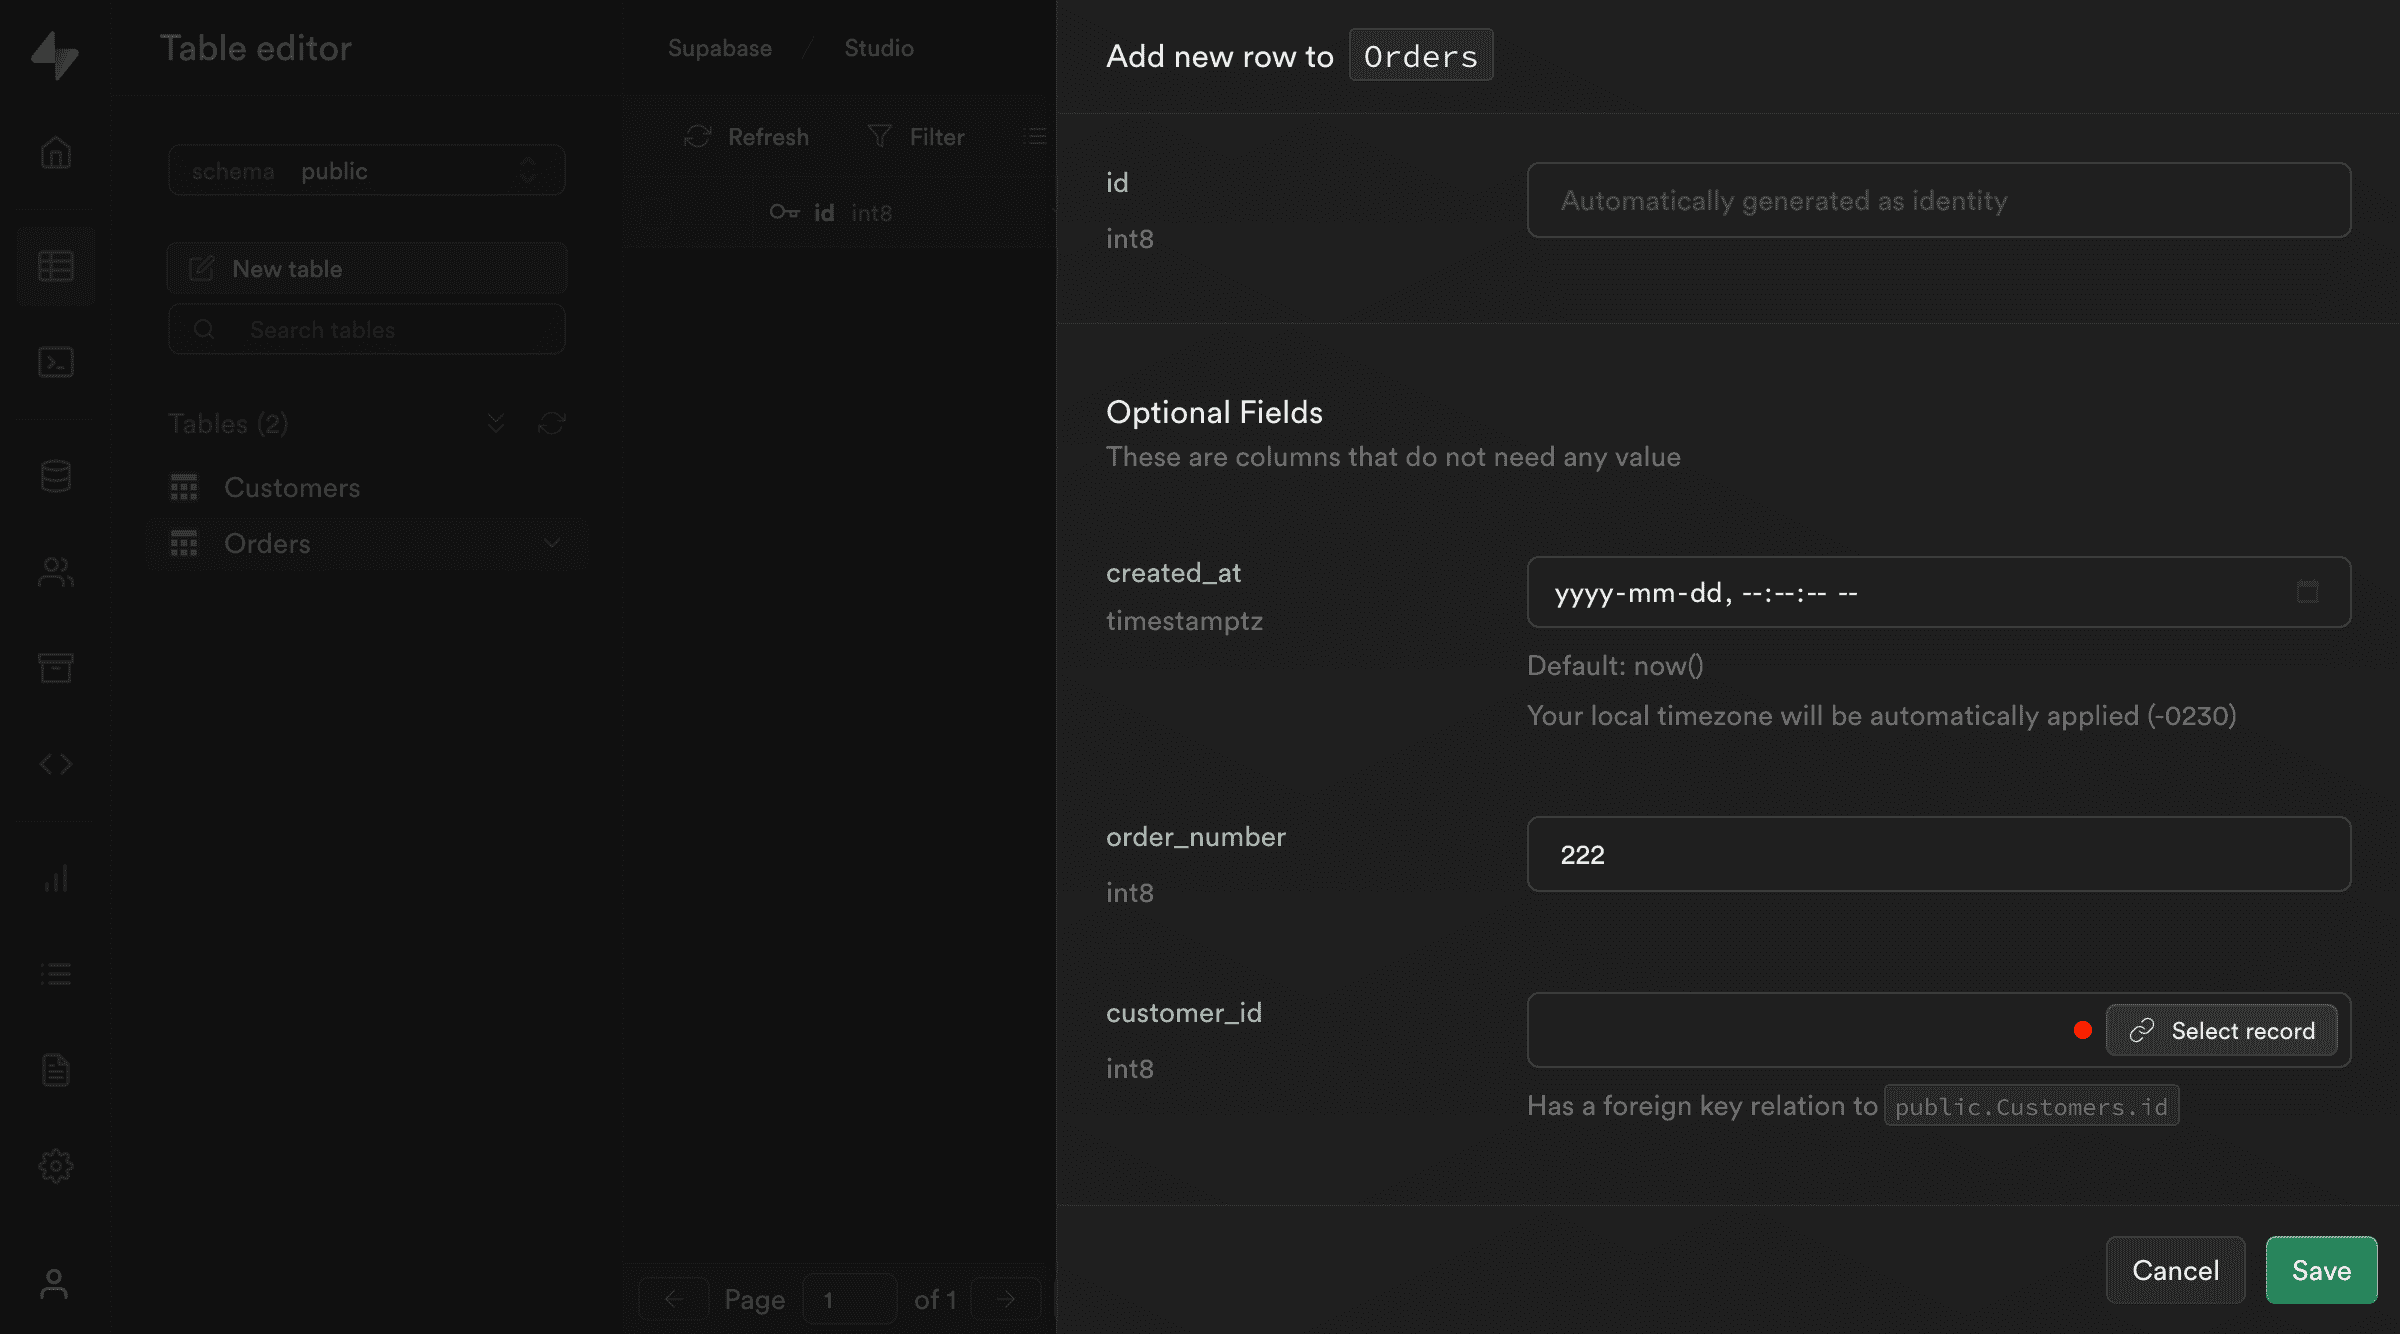 Table editor
Supabase / Studio
schema public
New table
Search tables
Tables (2)
Customers
Orders
Refresh Filter
id int8
Page 1 of 1
Add new row to Orders
id
int8
Automatically generated as identity
Optional Fields
These are columns that do not need any value
created_at
timestamptz
yyyy-mm-dd, --:--:-- --
Default: now()
Your local timezone will be automatically applied (-0230)
order_number
int8
222
customer_id
int8
Select record
Has a foreign key relation to public.Customers.id
Cancel Save